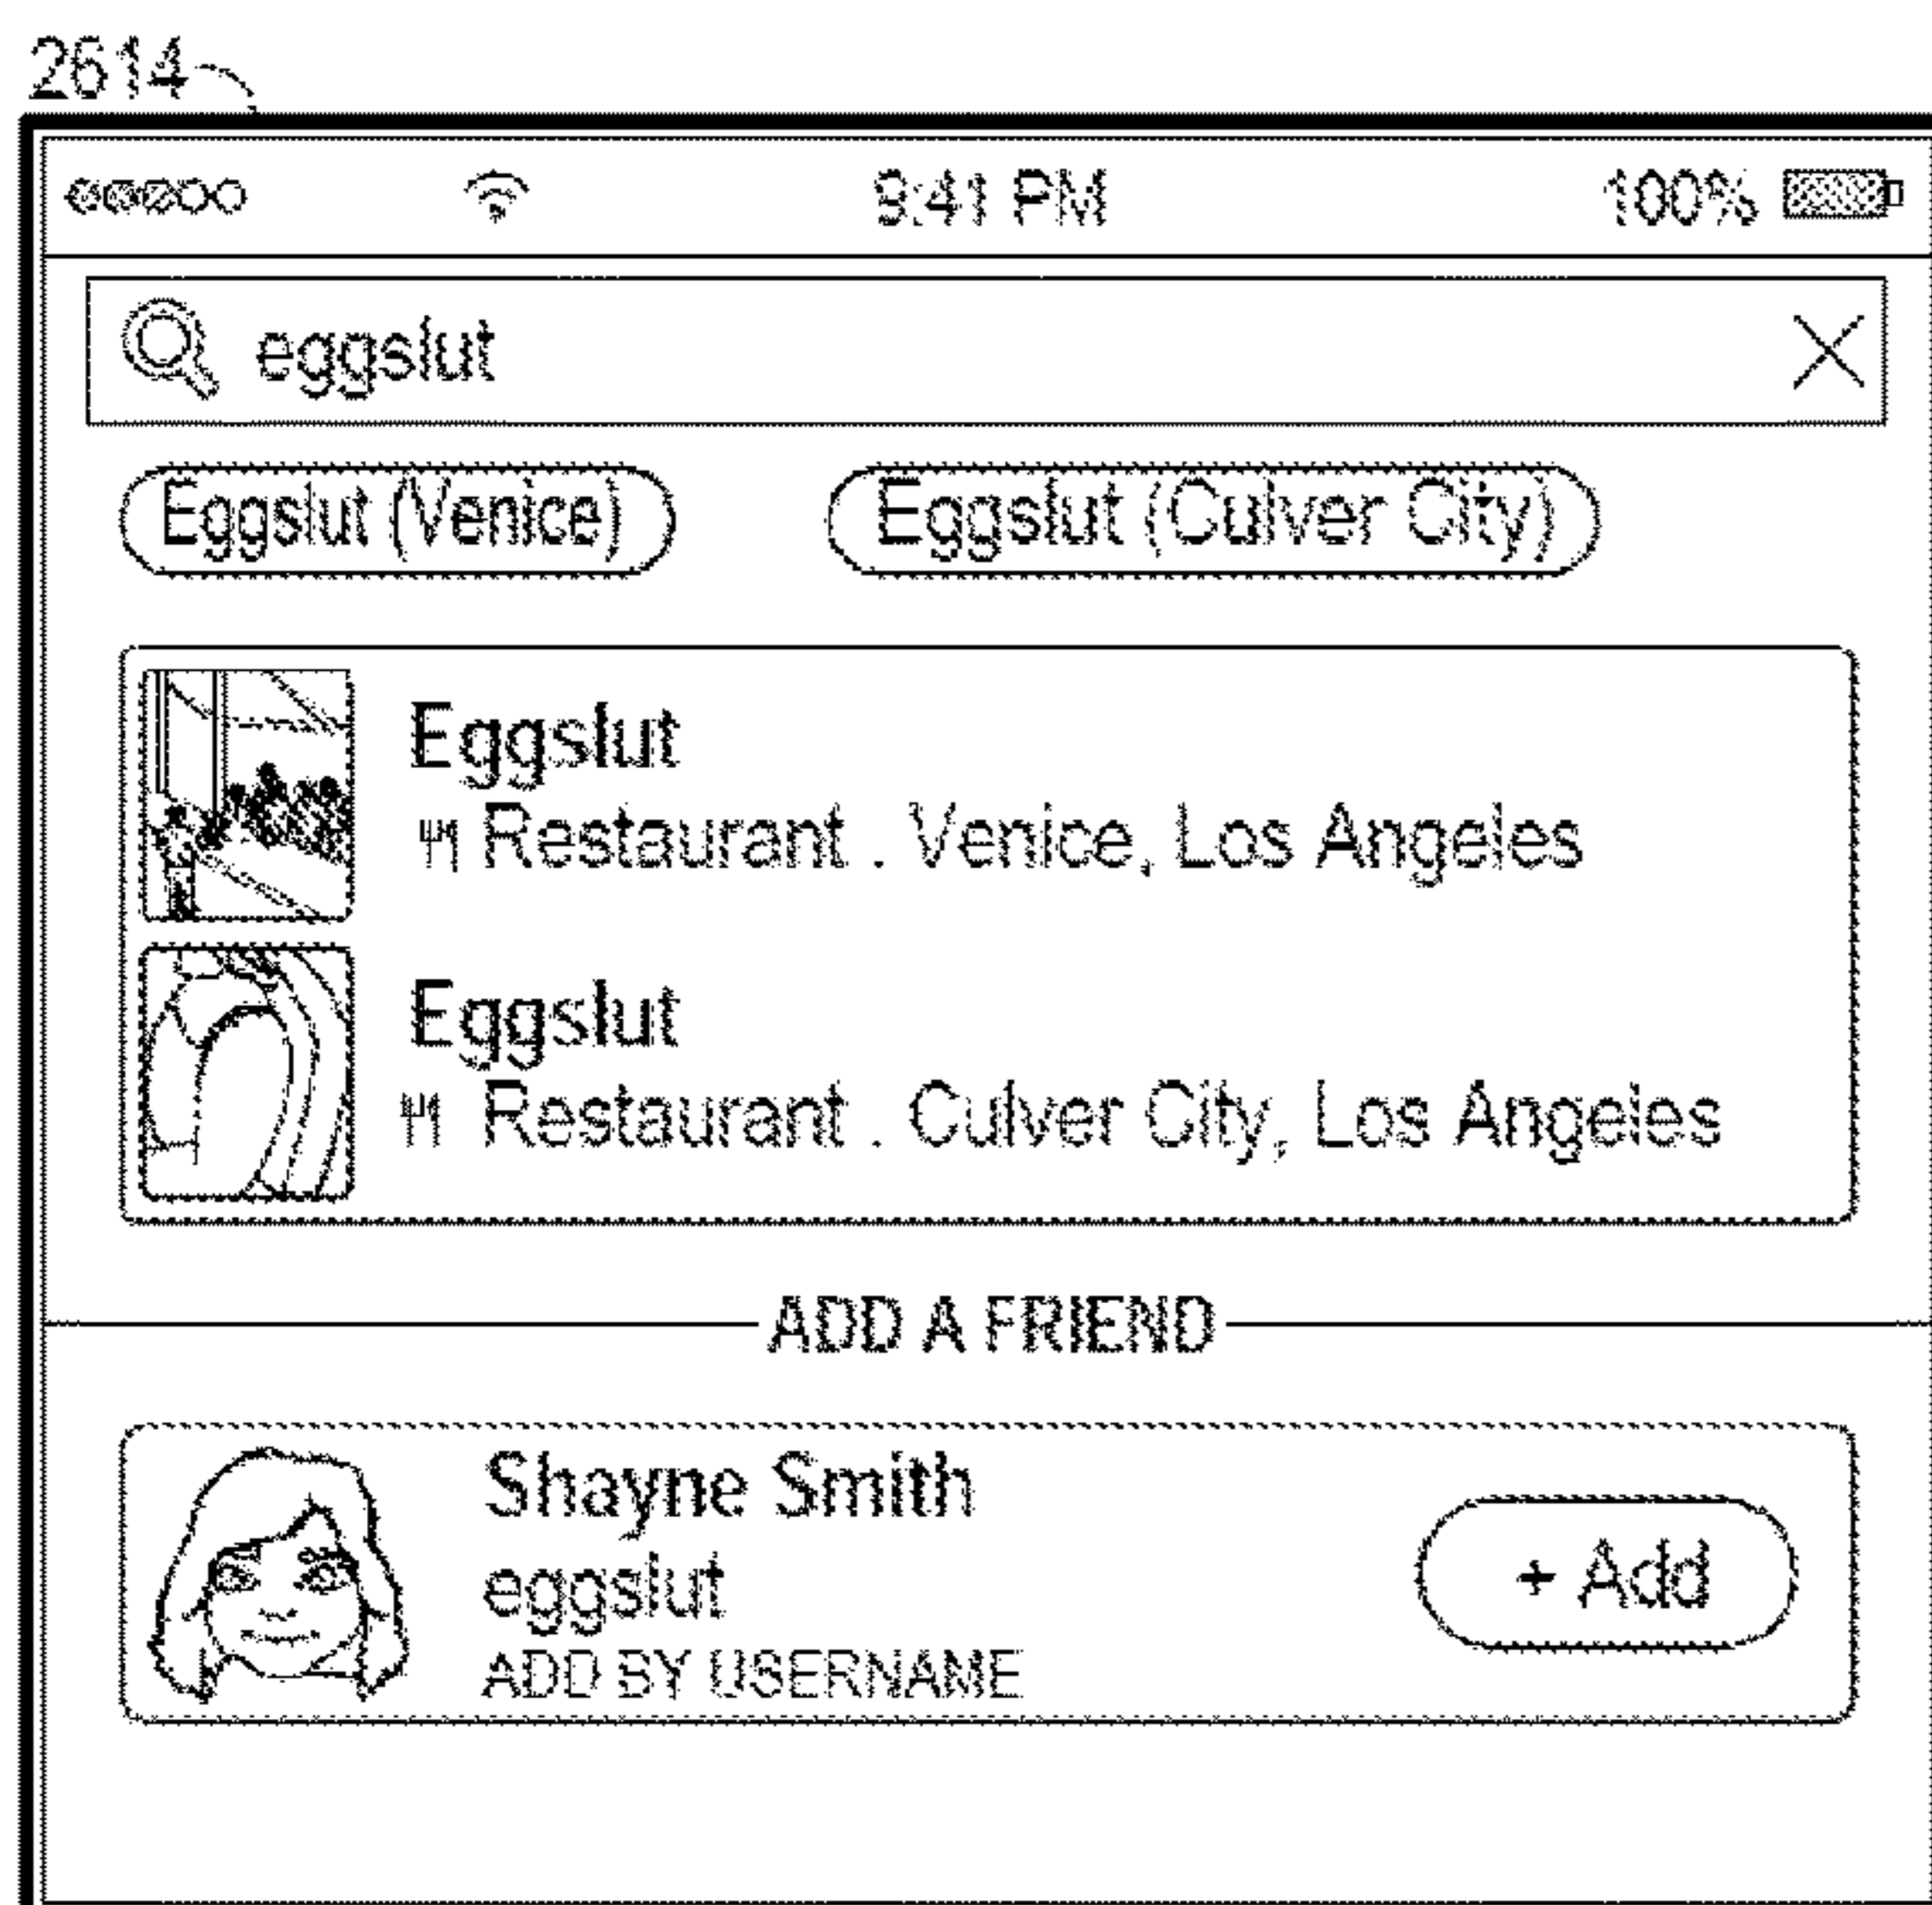 2614
9:41 PM 100%
eggslut
Eggslut (Venice) Eggslut (Culver City)
Eggslut
Restaurant . Venice, Los Angeles
Eggslut
Restaurant . Culver City, Los Angeles
ADD A FRIEND
Shayne Smith
eggslut
+ Add
ADD BY USERNAME